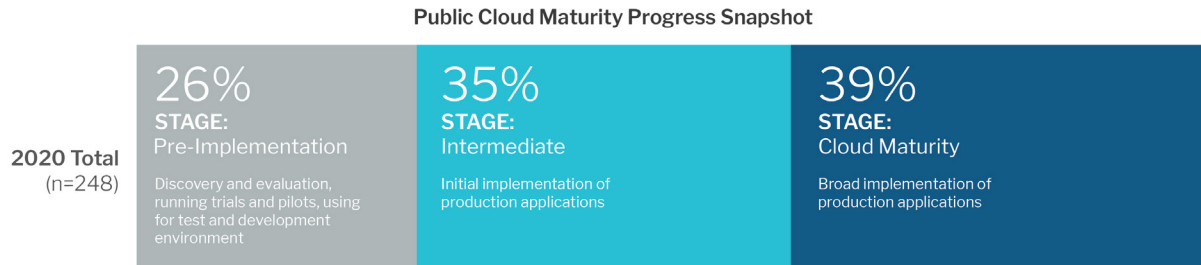 Public Cloud Maturity Progress Snapshot
2020 Total
(n=248)
26%
STAGE:
Pre-Implementation
Discovery and evaluation,
running trials and pilots, using
for test and development
environment
35%
STAGE:
Intermediate
Initial implementation of
production applications
39%
STAGE:
Cloud Maturity
Broad implementation of
production applications